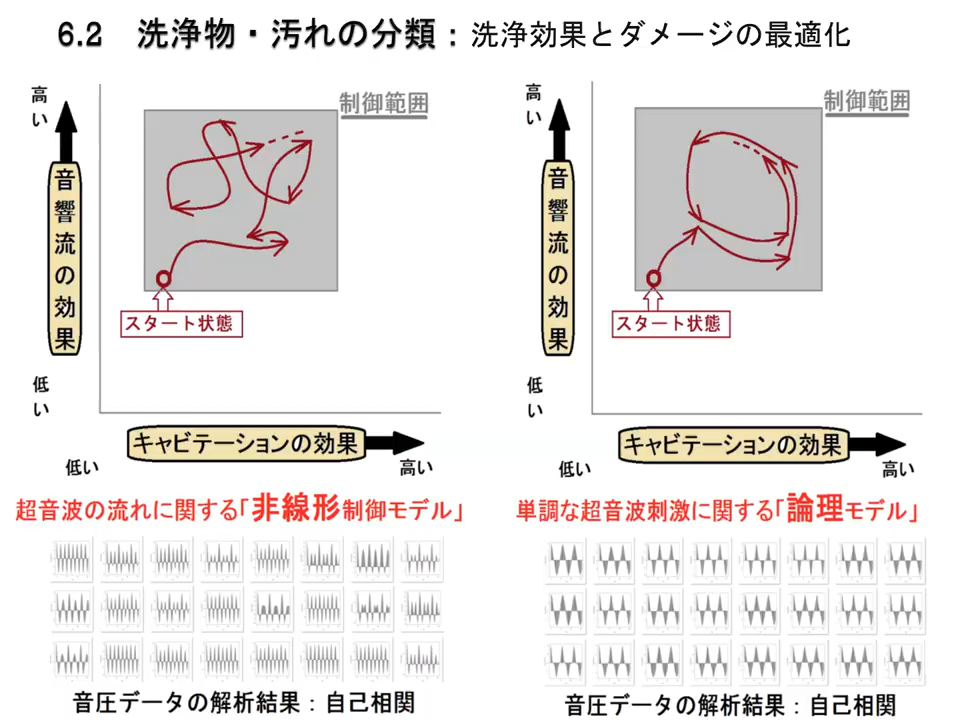 6.2　洗浄物・汚れの分類：洗浄効果とダメージの最適化
高い
制御範囲
音響流の効果
スタート状態
低い
キャビテーションの効果
低い
高い
超音波の流れに関する「非線形制御モデル」
音圧データの解析結果：自己相関
高い
制御範囲
音響流の効果
スタート状態
低い
キャビテーションの効果
低い
高い
単調な超音波刺激に関する「論理モデル」
音圧データの解析結果：自己相関